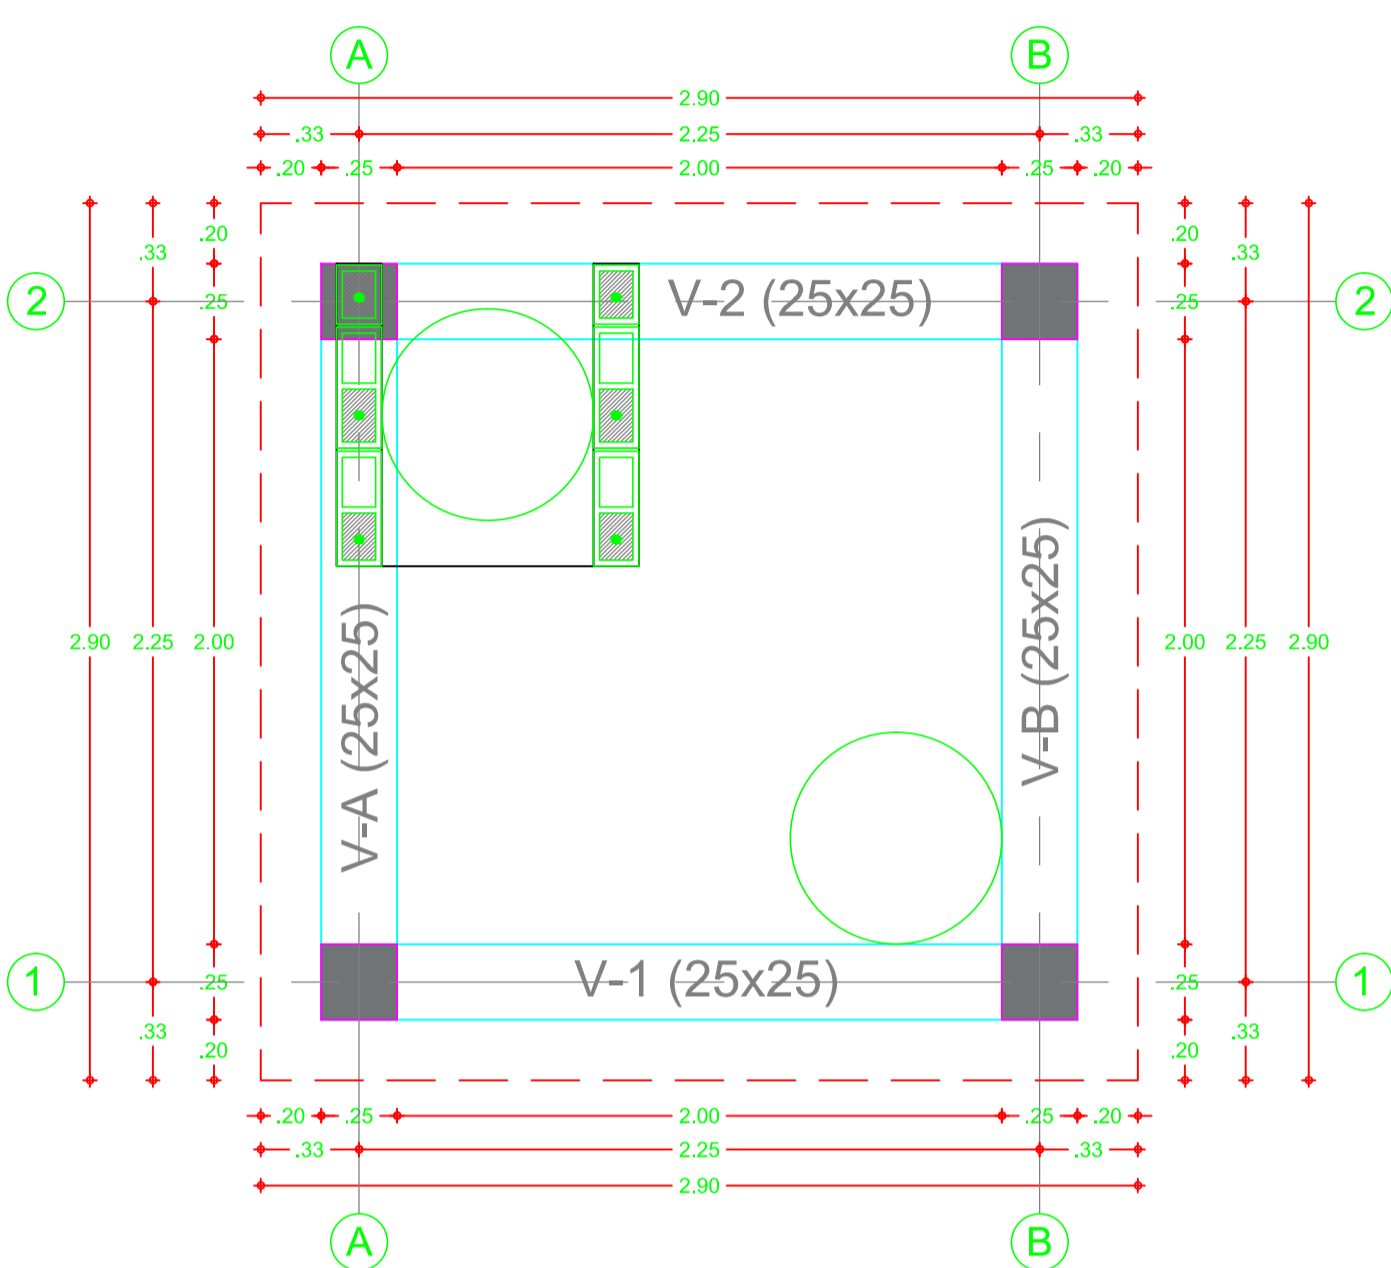 A B
2.90
.33 2.25 .33
.20 .25 2.00 .25 .20
.20 .20
.33 .33
2 .25 V-2 (25x25) .25 2
2.90 2.25 2.00 2.00 2.25 2.90
V-A (25x25)
V-B (25x25)
1 .25 V-1 (25x25) .25 1
.33 .33
.20 .20
.20 .25 2.00 .25 .20
.33 2.25 .33
2.90
A B